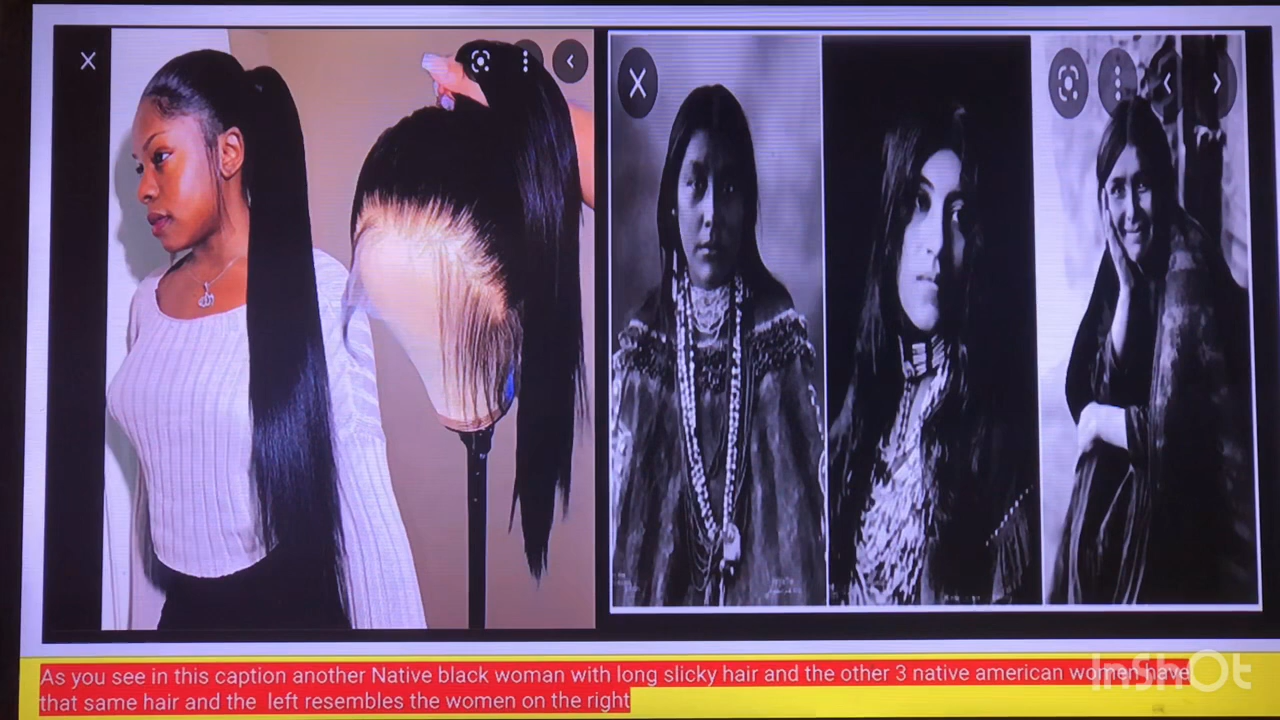 As you see in this caption another Native black woman with long slicky hair and the other 3 native american women have
that same hair and the left resembles the women on the right
InShOt